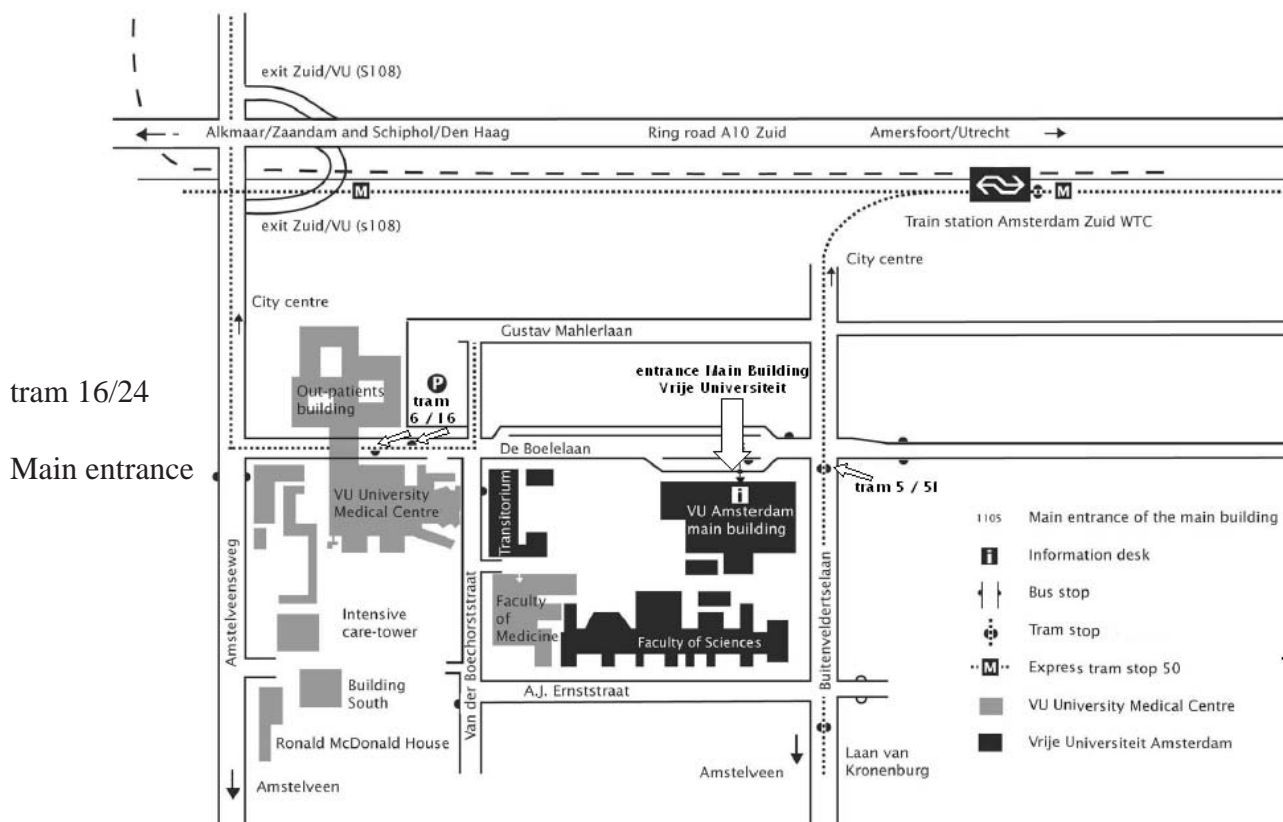 exit Zuid/VU (S108)
Alkmaar/Zaandam and Schiphol/Den Haag
Ring road A10 Zuid
Amersfoort/Utrecht
M
M
exit Zuid/VU (s108)
Train station Amsterdam Zuid WTC
City centre
City centre
Gustav Mahlerlaan
entrance Main Building
Vrije Universiteit
tram 16/24
Out-patients
building
P
tram
6 / 16
De Boelelaan
Main entrance
tram 5 / 51
VU University
Medical Centre
Transitorium
i
VU Amsterdam
main building
1105 Main entrance of the main building
i Information desk
Bus stop
Tram stop
M Express tram stop 50
VU University Medical Centre
Vrije Universiteit Amsterdam
Amstelveenseweg
Van der Boechorststraat
Buitenveldertselaan
Faculty
of
Medicine
Faculty of Sciences
Intensive
care-tower
Building
South
A.J. Ernststraat
Ronald McDonald House
Amstelveen
Amstelveen
Laan van
Kronenburg